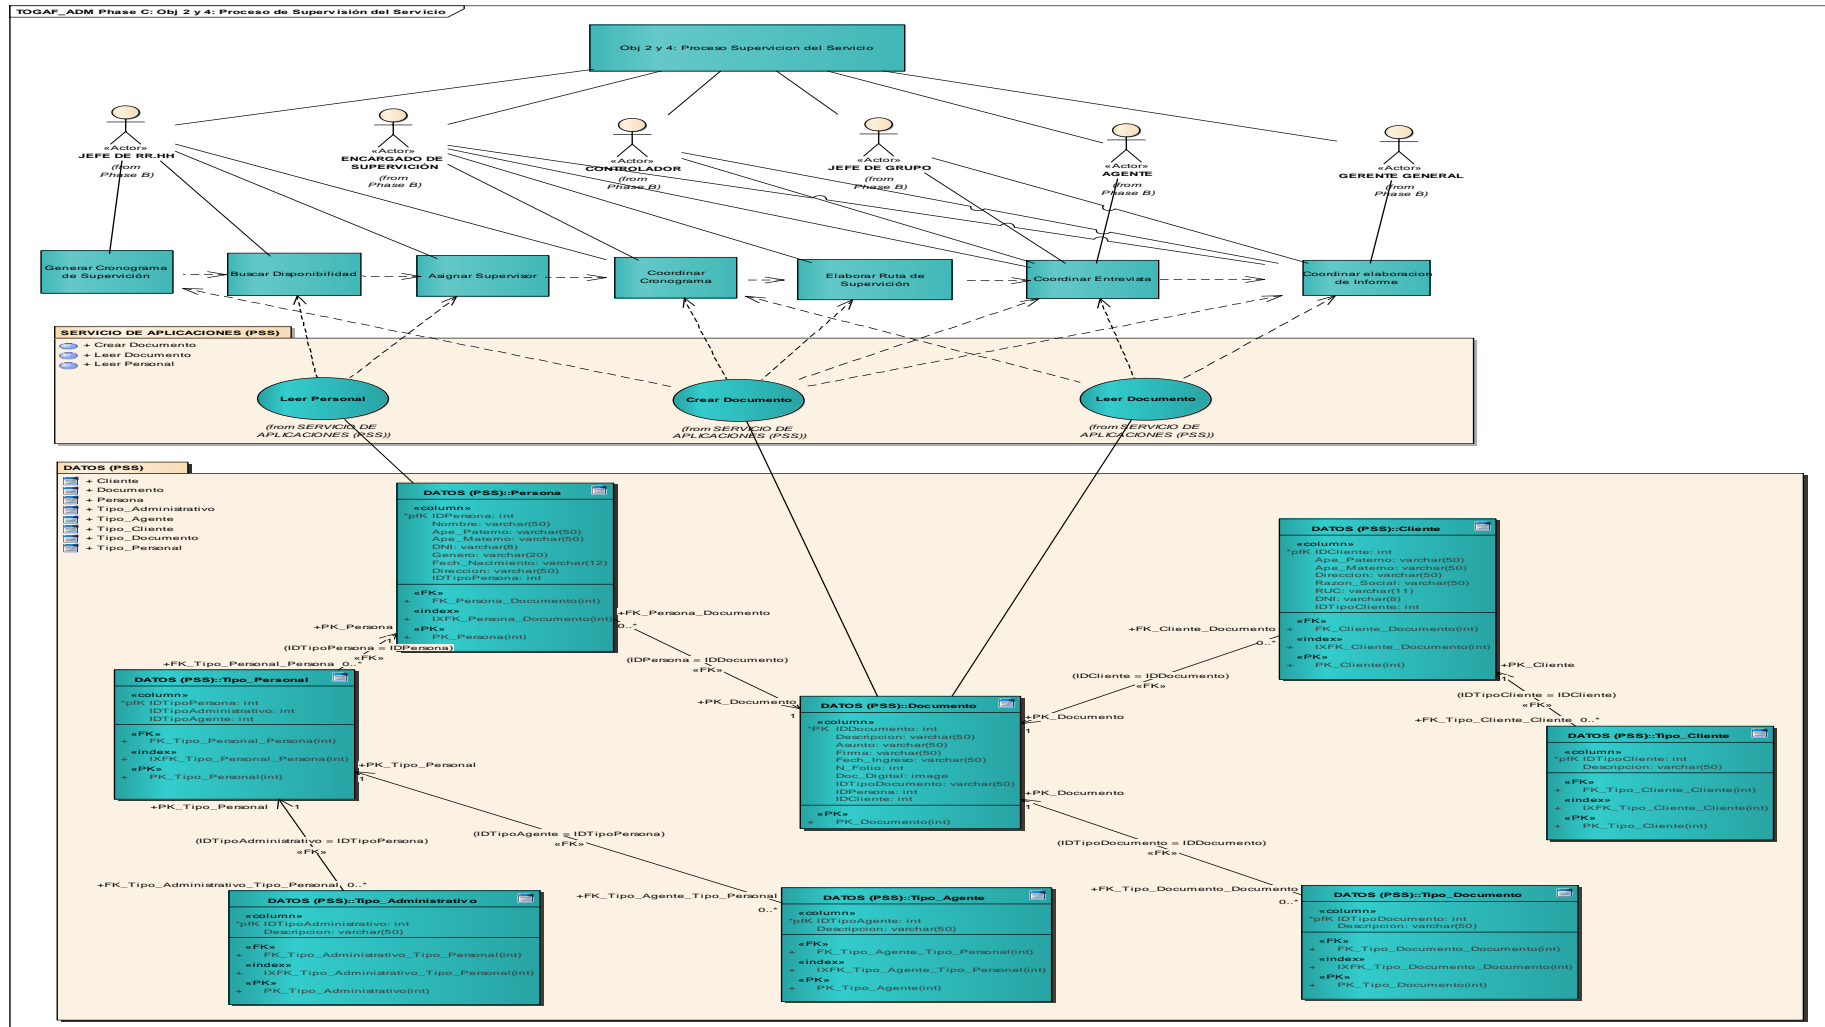 TOGAF_ADM Phase C: Obj 2 y 4: Proceso de Supervisión del Servicio
Obj 2 y 4: Proceso Supervicion del Servicio
«Actor»
JEFE DE RR.HH
(from
Phase B)
«Actor»
ENCARGADO DE
SUPERVICIÓN
(from
Phase B)
«Actor»
CONTROLADOR
(from
Phase B)
«Actor»
JEFE DE GRUPO
(from
Phase B)
«Actor»
AGENTE
(from
Phase B)
«Actor»
GERENTE GENERAL
(from
Phase B)
Generar Cronograma
de Supervición
Buscar Disponibilidad
Asignar Supervisor
Coordinar
Cronograma
Elaborar Ruta de
Supervición
Coordinar Entrevista
Coordinar elaboracion
de Informe
SERVICIO DE APLICACIONES (PSS)
+ Crear Documento
+ Leer Documento
+ Leer Personal
Leer Personal
(from SERVICIO DE
APLICACIONES (PSS))
Crear Documento
(from SERVICIO DE
APLICACIONES (PSS))
Leer Documento
(from SERVICIO DE
APLICACIONES (PSS))
DATOS (PSS)
+ Cliente
+ Documento
+ Persona
+ Tipo_Administrativo
+ Tipo_Agente
+ Tipo_Cliente
+ Tipo_Documento
+ Tipo_Personal
DATOS (PSS)::Persona
«column»
*pfK IDPersona: int
Nombre: varchar(50)
Ape_Paterno: varchar(50)
Ape_Materno: varchar(50)
DNI: varchar(8)
Genero: varchar(20)
Fech_Nacimiento: varchar(12)
Direccion: varchar(50)
IDTipoPersona: int
«FK»
+ FK_Persona_Documento(int)
«index»
+ IXFK_Persona_Documento(int)
«PK»
+ PK_Persona(int)
DATOS (PSS)::Cliente
«column»
*pfK IDCliente: int
Ape_Paterno: varchar(50)
Ape_Materno: varchar(50)
Direccion: varchar(50)
Razon_Social: varchar(50)
RUC: varchar(11)
DNI: varchar(8)
IDTipoCliente: int
«FK»
+ FK_Cliente_Documento(int)
«index»
+ IXFK_Cliente_Documento(int)
«PK»
+ PK_Cliente(int)
+PK_Persona
1
(IDTipoPersona = IDPersona)
«FK»
+FK_Tipo_Personal_Persona 0..*
+FK_Persona_Documento
0..*
(IDPersona = IDDocumento)
«FK»
+PK_Documento
1
+FK_Cliente_Documento
0..*
(IDCliente = IDDocumento)
«FK»
+PK_Documento
1
+PK_Cliente
1
(IDTipoCliente = IDCliente)
«FK»
+FK_Tipo_Cliente_Cliente 0..*
DATOS (PSS)::Tipo_Personal
«column»
*pfK IDTipoPersona: int
IDTipoAdministrativo: int
IDTipoAgente: int
«FK»
+ FK_Tipo_Personal_Persona(int)
«index»
+ IXFK_Tipo_Personal_Persona(int)
«PK»
+ PK_Tipo_Personal(int)
DATOS (PSS)::Documento
«column»
*PK IDDocumento: int
Descripcion: varchar(50)
Asunto: varchar(50)
Firma: varchar(50)
Fech_Ingreso: varchar(50)
N_Folio: int
Doc_Digital: image
IDTipoDocumento: varchar(50)
IDPersona: int
IDCliente: int
«PK»
+ PK_Documento(int)
DATOS (PSS)::Tipo_Cliente
«column»
*pfK IDTipoCliente: int
Descripcion: varchar(50)
«FK»
+ FK_Tipo_Cliente_Cliente(int)
«index»
+ IXFK_Tipo_Cliente_Cliente(int)
«PK»
+ PK_Tipo_Cliente(int)
+PK_Tipo_Personal
1
+PK_Tipo_Personal
1
(IDTipoAdministrativo = IDTipoPersona)
«FK»
+FK_Tipo_Administrativo_Tipo_Personal 0..*
(IDTipoAgente = IDTipoPersona)
«FK»
+FK_Tipo_Agente_Tipo_Personal
0..*
+PK_Documento
1
(IDTipoDocumento = IDDocumento)
«FK»
+FK_Tipo_Documento_Documento
0..*
DATOS (PSS)::Tipo_Administrativo
«column»
*pfK IDTipoAdministrativo: int
Descripcion: varchar(50)
«FK»
+ FK_Tipo_Administrativo_Tipo_Personal(int)
«index»
+ IXFK_Tipo_Administrativo_Tipo_Personal(int)
«PK»
+ PK_Tipo_Administrativo(int)
DATOS (PSS)::Tipo_Agente
«column»
*pfK IDTipoAgente: int
Descripcion: varchar(50)
«FK»
+ FK_Tipo_Agente_Tipo_Personal(int)
«index»
+ IXFK_Tipo_Agente_Tipo_Personal(int)
«PK»
+ PK_Tipo_Agente(int)
DATOS (PSS)::Tipo_Documento
«column»
*pfK IDTipoDocumento: int
Descripcion: varchar(50)
«FK»
+ FK_Tipo_Documento_Documento(int)
«index»
+ IXFK_Tipo_Documento_Documento(int)
«PK»
+ PK_Tipo_Documento(int)